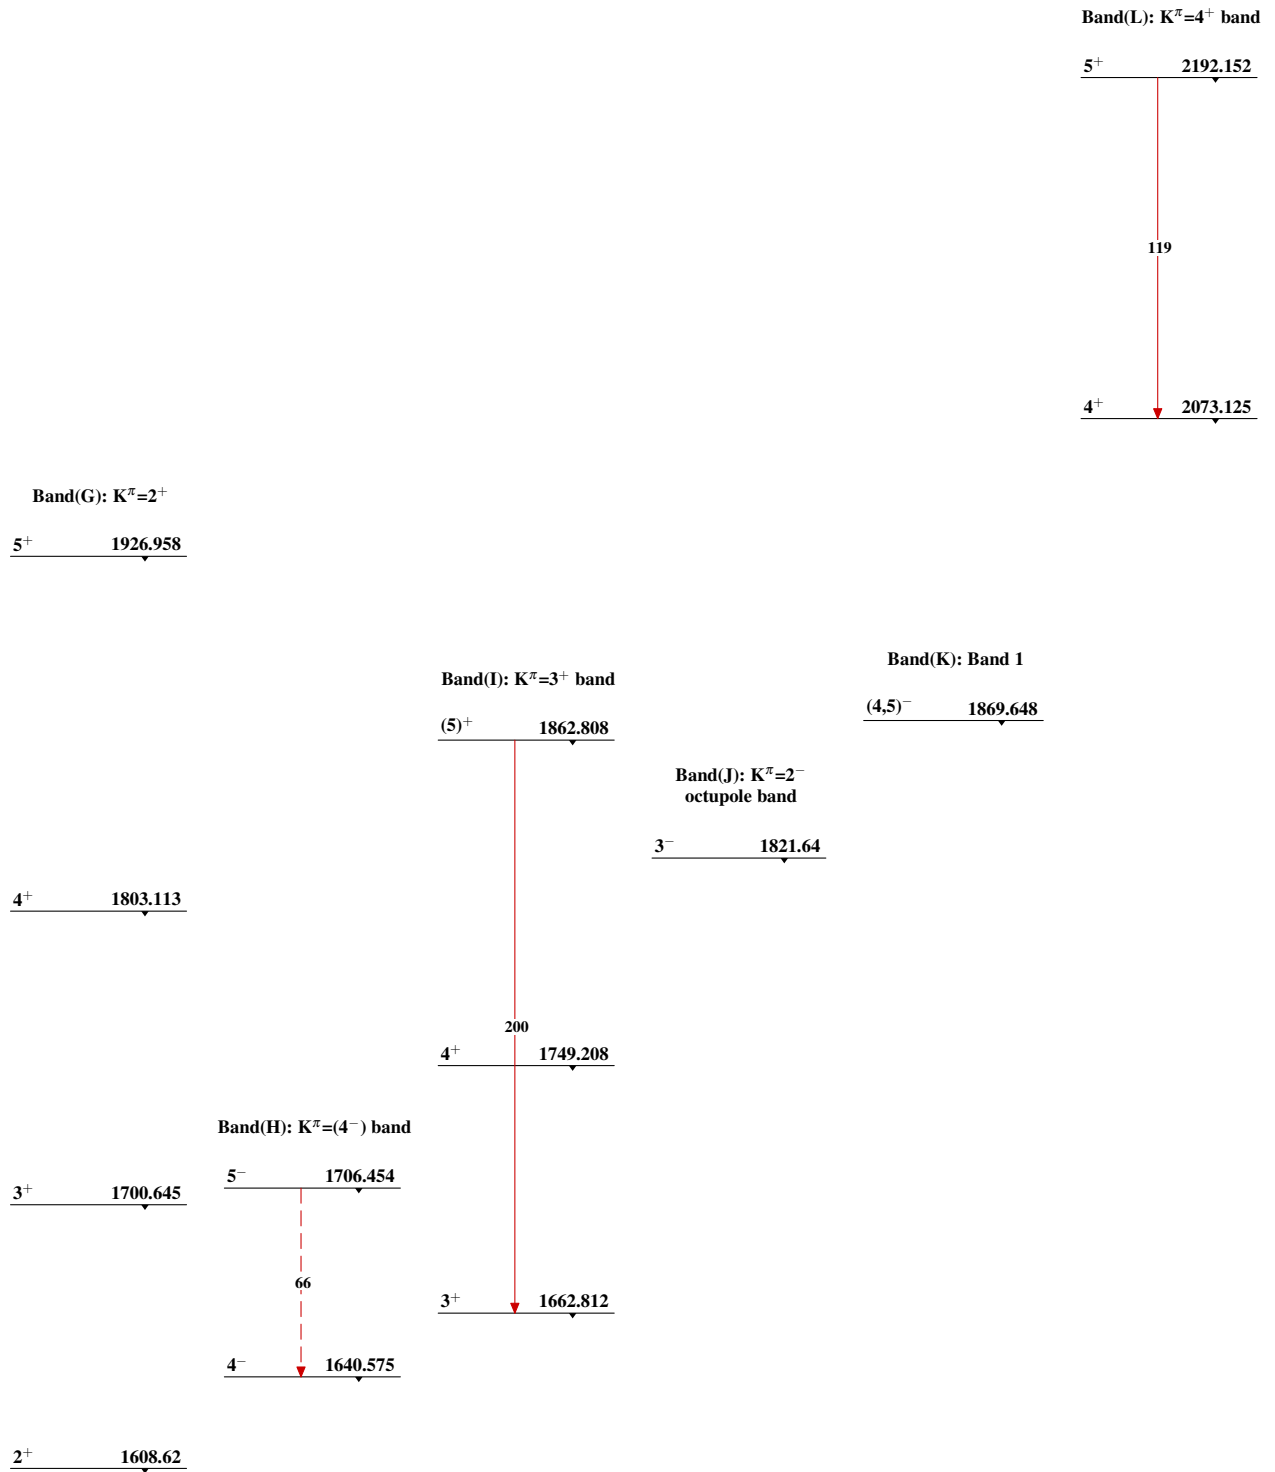 Band(G): K^π=2⁺
5⁺ 1926.958
4⁺ 1803.113
3⁺ 1700.645
2⁺ 1608.62
Band(H): K^π=(4⁻) band
5⁻ 1706.454
66
4⁻ 1640.575
Band(I): K^π=3⁺ band
(5)⁺ 1862.808
200
4⁺ 1749.208
3⁺ 1662.812
Band(J): K^π=2⁻
octupole band
3⁻ 1821.64
Band(K): Band 1
(4,5)⁻ 1869.648
Band(L): K^π=4⁺ band
5⁺ 2192.152
119
4⁺ 2073.125